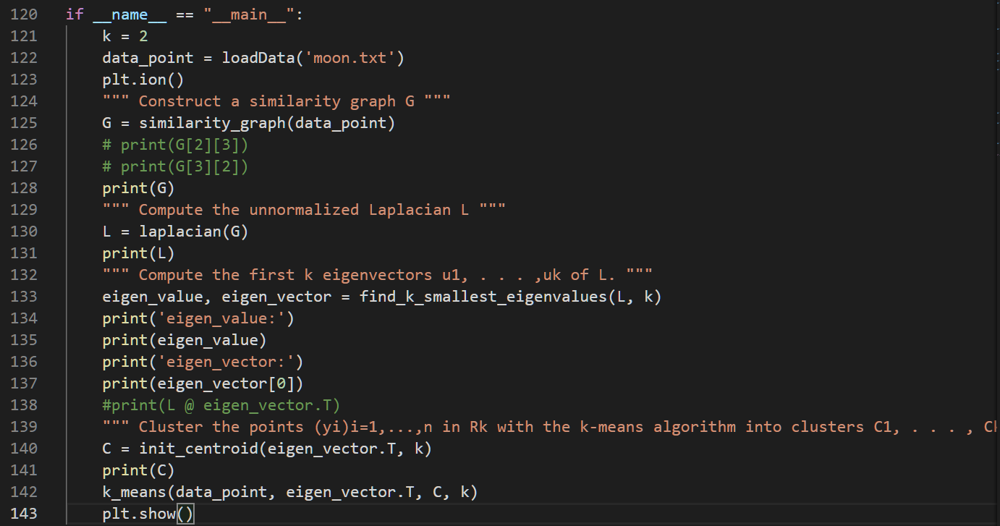 120 if __name__ == "__main__":
121 k = 2
122 data_point = loadData('moon.txt')
123 plt.ion()
124 """ Construct a similarity graph G """
125 G = similarity_graph(data_point)
126 # print(G[2][3])
127 # print(G[3][2])
128 print(G)
129 """ Compute the unnormalized Laplacian L """
130 L = laplacian(G)
131 print(L)
132 """ Compute the first k eigenvectors u1, . . . ,uk of L. """
133 eigen_value, eigen_vector = find_k_smallest_eigenvalues(L, k)
134 print('eigen_value:')
135 print(eigen_value)
136 print('eigen_vector:')
137 print(eigen_vector[0])
138 #print(L @ eigen_vector.T)
139 """ Cluster the points (yi)i=1,...,n in Rk with the k-means algorithm into clusters C1, . . . ,
140 C = init_centroid(eigen_vector.T, k)
141 print(C)
142 k_means(data_point, eigen_vector.T, C, k)
143 plt.show()